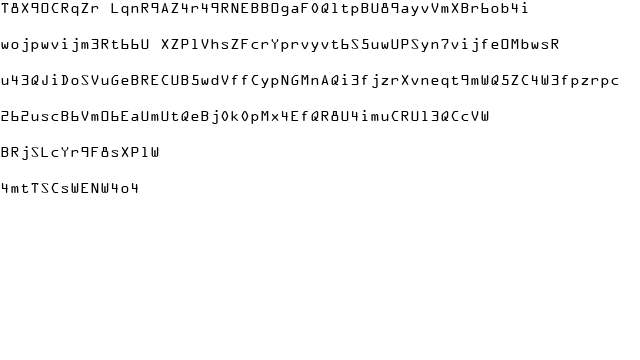 T8X9OCRqZr LqnR9AZ4r49RNEBBOgaF0Q1tpBU89ayvVmXBr6ob4i
wojpwvijm3Rt66U XZP1VhsZFcrYprvyvt6S5uwUPSyn7vijfeOMbwsR
u43QJiDoSVuGeBRECUB5wdVffCypNGMnAQi3fjzrXvneqt9mWQ5ZC4W3fpzrpc
262uscB6VmO6EaUmUtQeBj0k0pMx4EfQR8U4imuCRU13QCcVW
BRjSLcYr9F8sXP1W
4mtTSCsWENW4o4